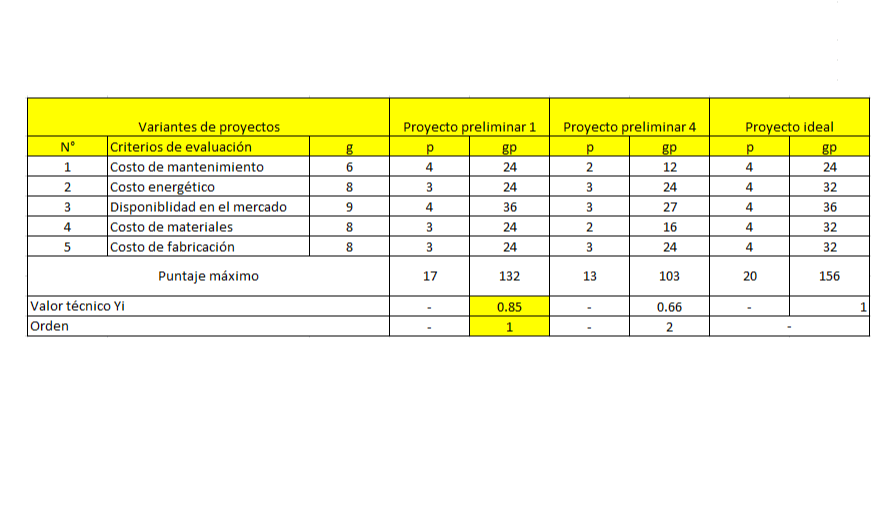 Variantes de proyectos Proyecto preliminar 1 Proyecto preliminar 4 Proyecto ideal
N° Criterios de evaluación g p gp p gp p gp
1 Costo de mantenimiento 6 4 24 2 12 4 24
2 Costo energético 8 3 24 3 24 4 32
3 Disponiblidad en el mercado 9 4 36 3 27 4 36
4 Costo de materiales 8 3 24 2 16 4 32
5 Costo de fabricación 8 3 24 3 24 4 32
Puntaje máximo 17 132 13 103 20 156
Valor técnico Yi - 0.85 - 0.66 - 1
Orden - 1 - 2 -